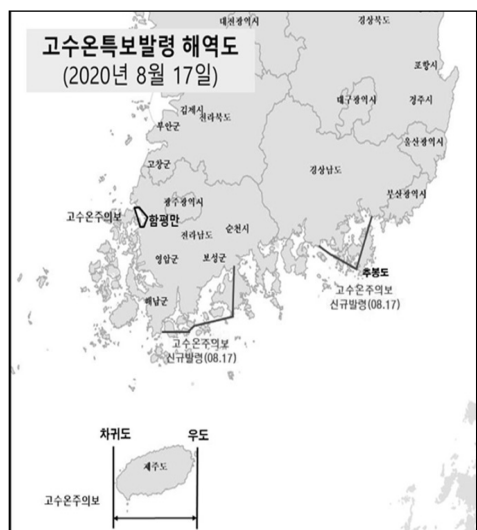 고수온특보발령 해역도
(2020년 8월 17일)
대전광역시
경상북도
포항시
김제시
전라북도
대구광역시
경주시
부안군
울산광역시
고창군
경상남도
부산광역시
광주광역시
고수온주의보
함평만
전라남도
순천시
영암군
보성군
추봉도
고수온주의보
신규발령(08.17)
해남군
고수온주의보
신규발령(08.17)
차귀도
우도
제주도
고수온주의보